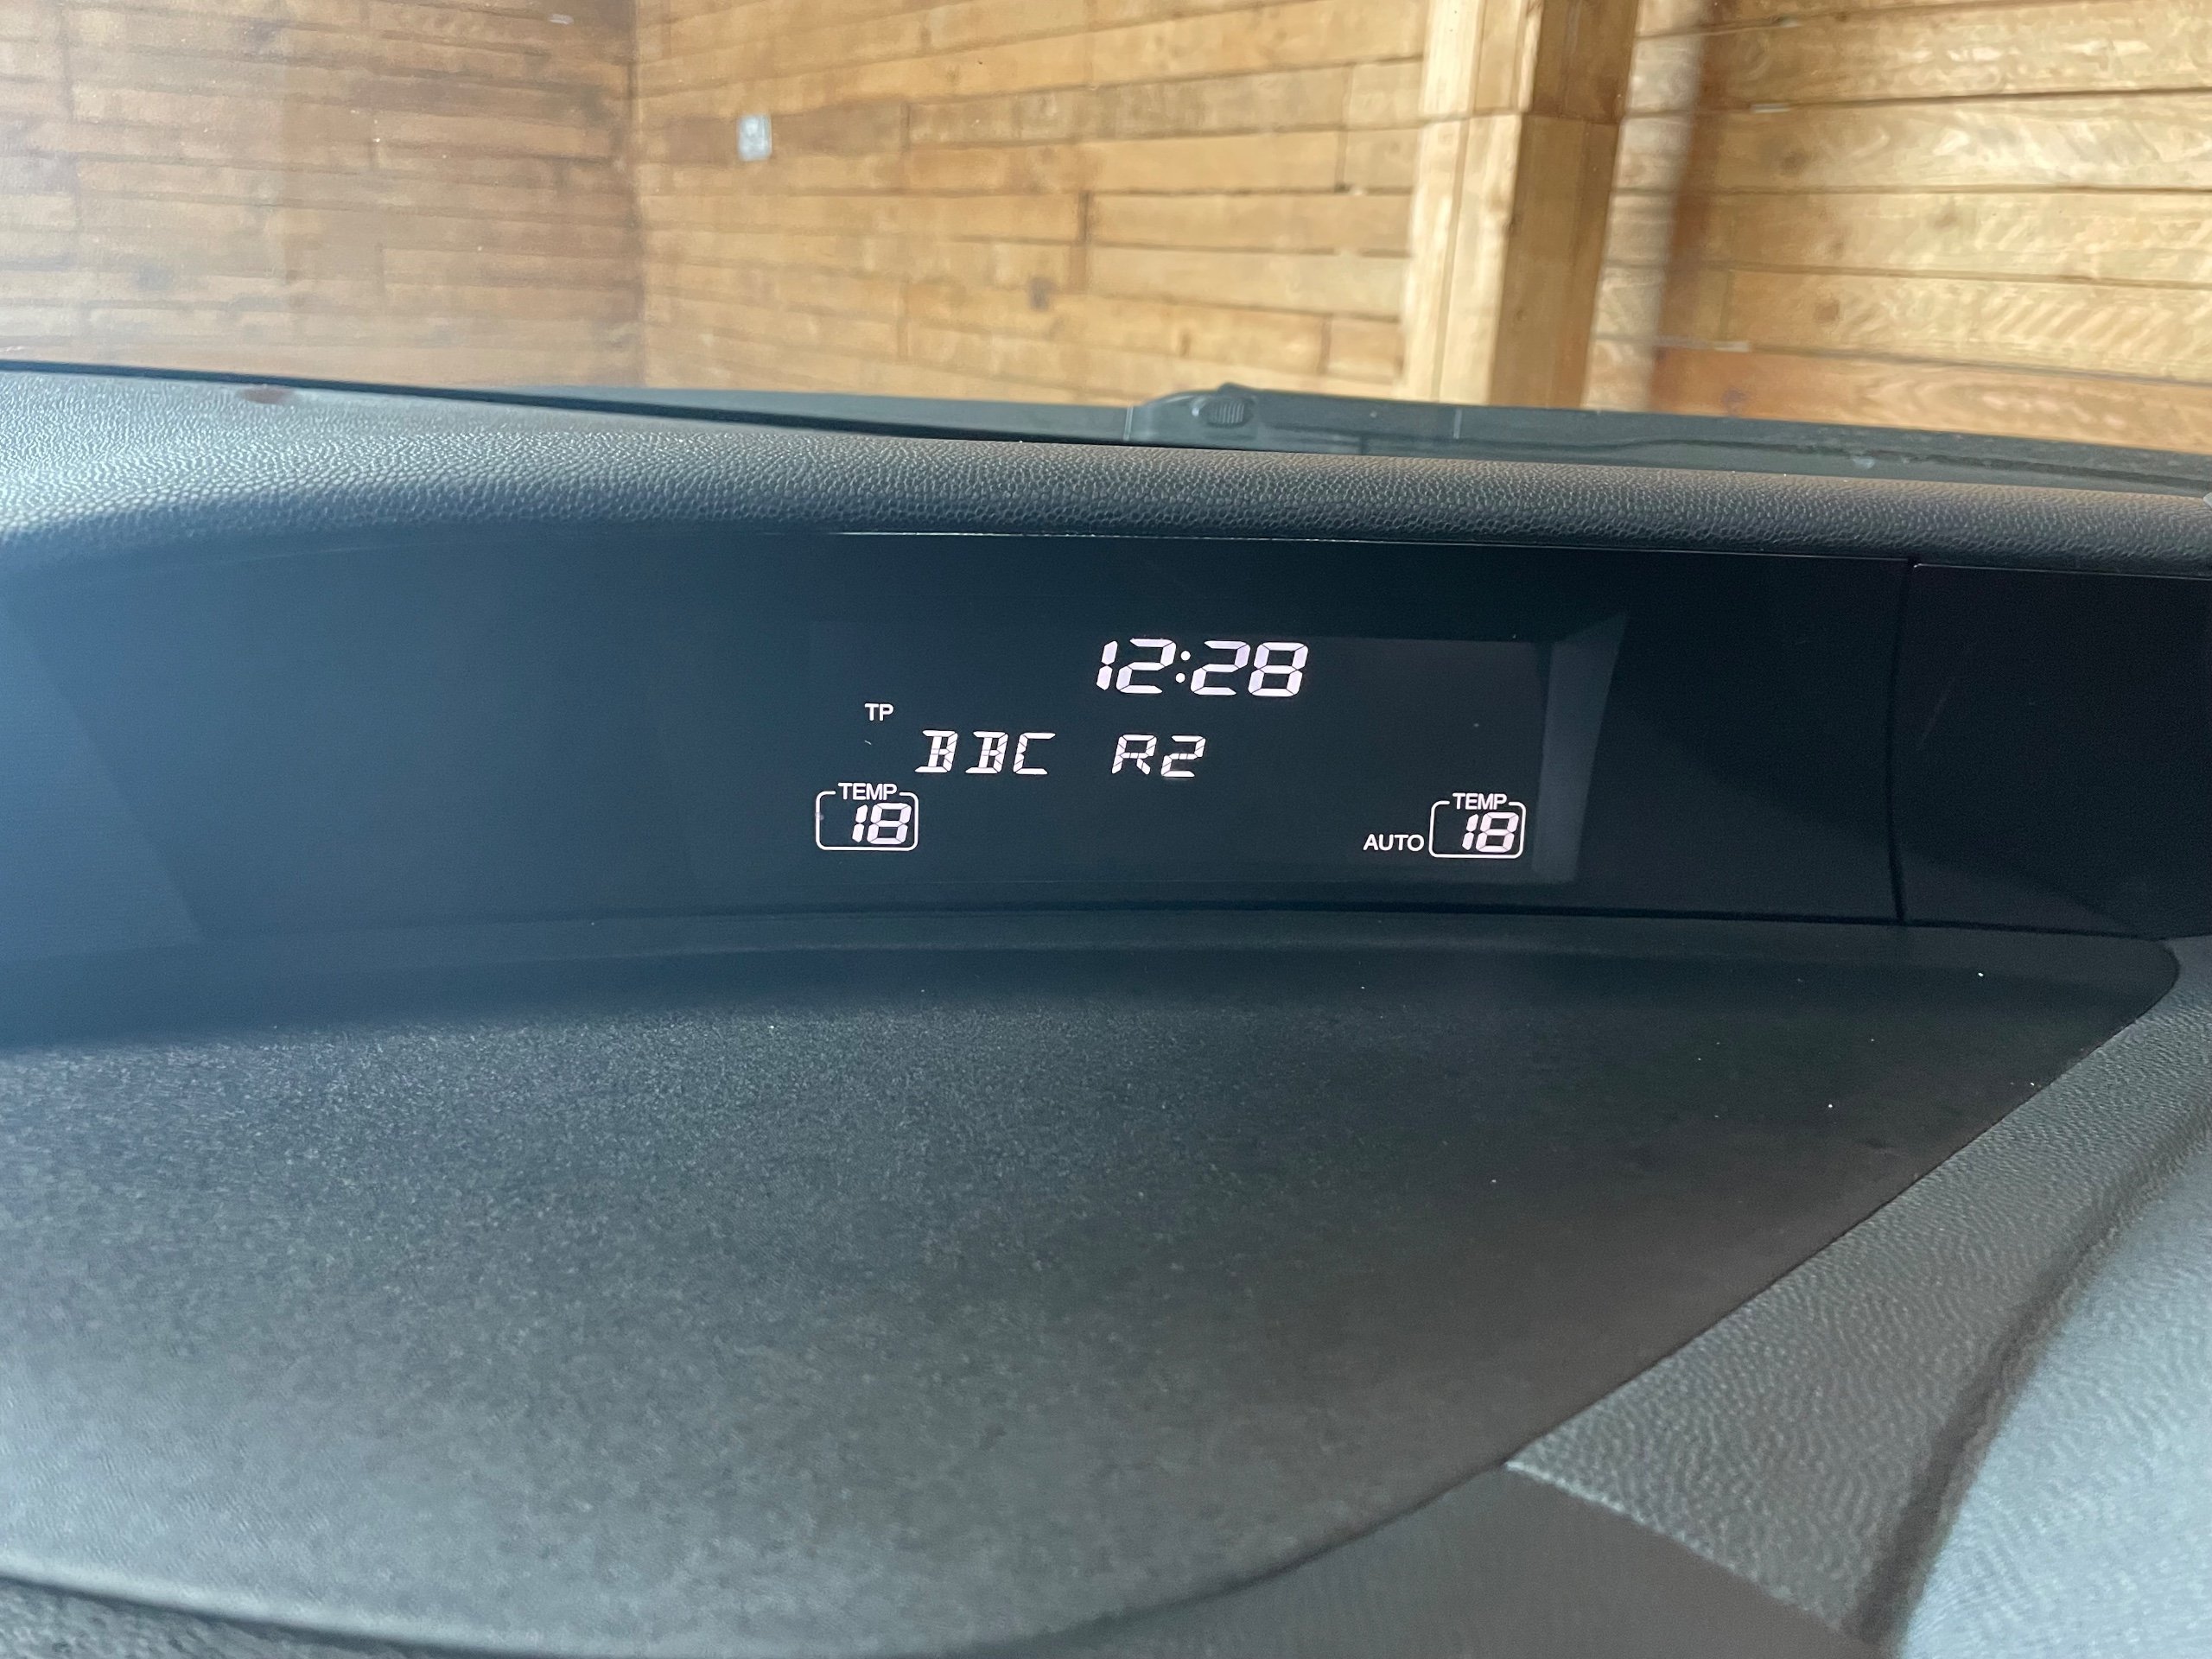 12:28
TP
BBC R2
TEMP
18
AUTO
TEMP
18